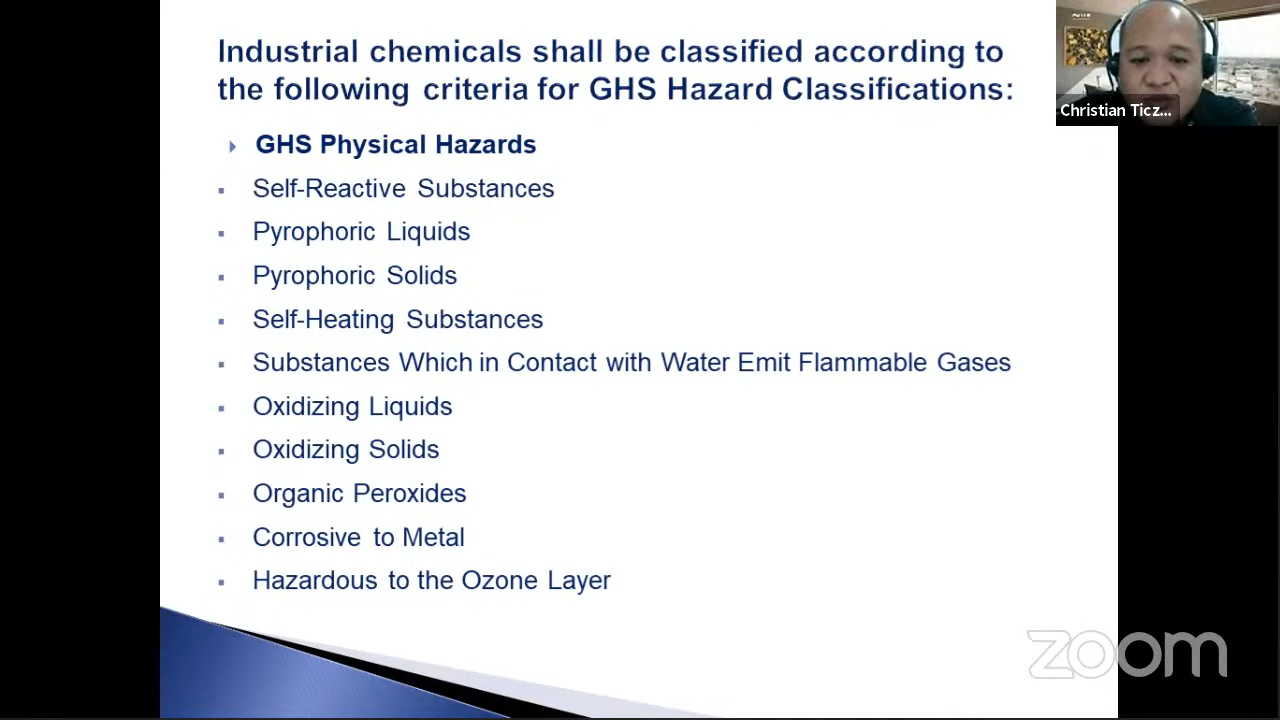 Industrial chemicals shall be classified according to
the following criteria for GHS Hazard Classifications:
GHS Physical Hazards
Self-Reactive Substances
Pyrophoric Liquids
Pyrophoric Solids
Self-Heating Substances
Substances Which in Contact with Water Emit Flammable Gases
Oxidizing Liquids
Oxidizing Solids
Organic Peroxides
Corrosive to Metal
Hazardous to the Ozone Layer
Christian Ticz...
zoom